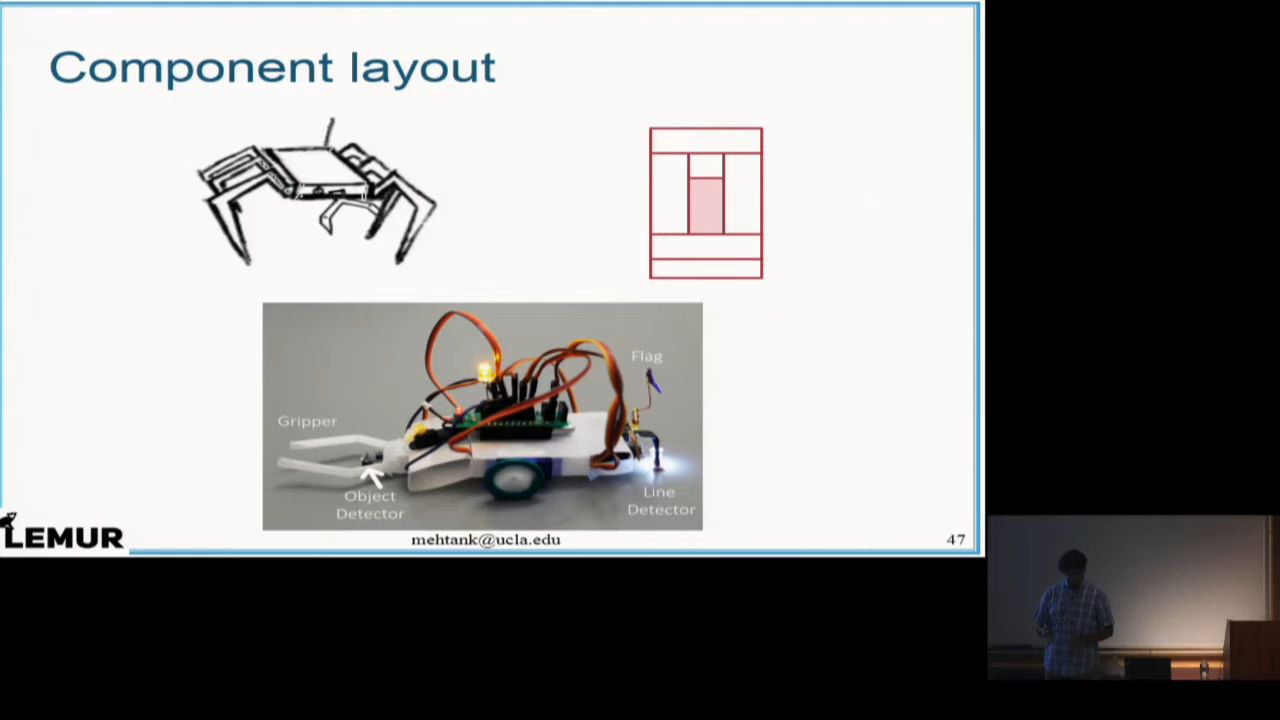 Component layout
Flag
Gripper
Object
Detector
Line
Detector
LEMUR
mehtank@ucla.edu
47